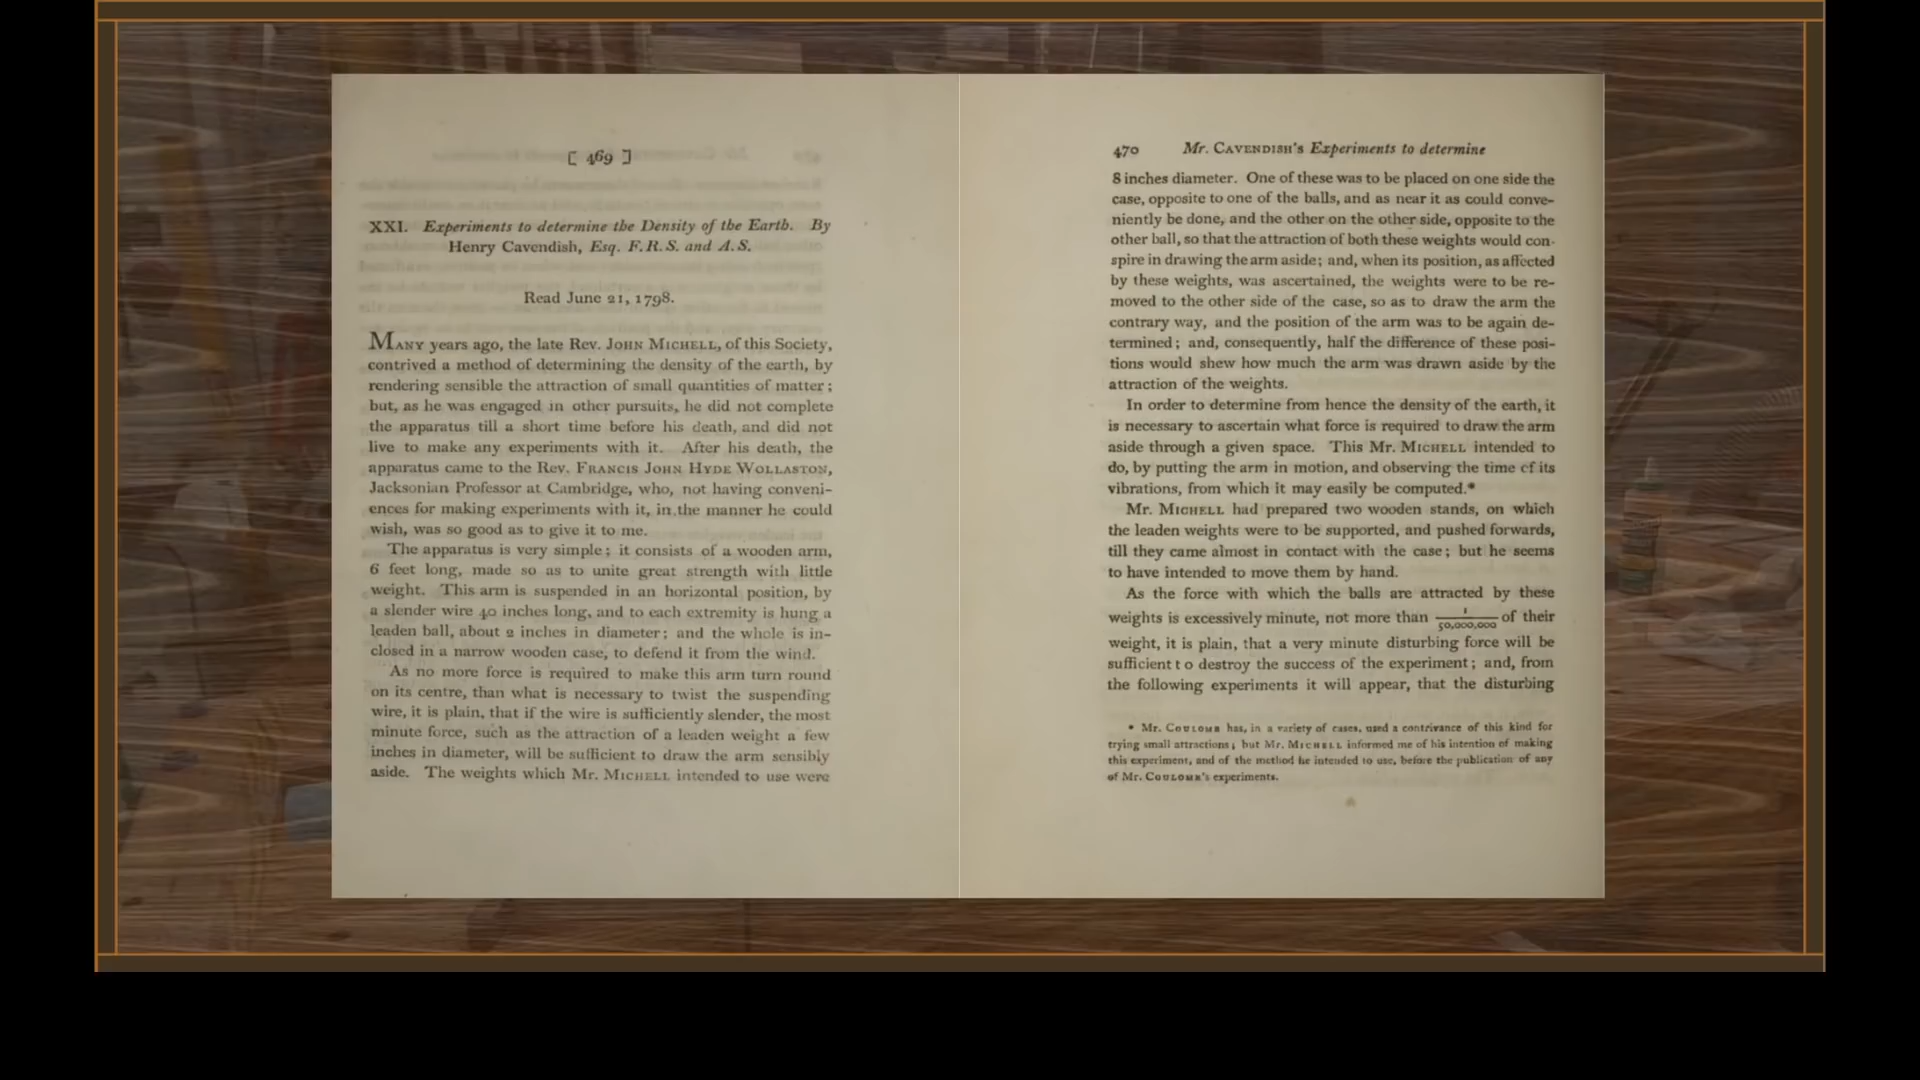 [ 469 ]
XXI. Experiments to determine the Density of the Earth. By
Henry Cavendish, Esq. F.R.S. and A.S.
Read June 21, 1798.
MANY years ago, the late Rev. JOHN MICHELL, of this Society,
contrived a method of determining the density of the earth, by
rendering sensible the attraction of small quantities of matter;
but, as he was engaged in other pursuits, he did not complete
the apparatus till a short time before his death, and did not
live to make any experiments with it. After his death, the
apparatus came to the Rev. FRANCIS JOHN HYDE WOLLASTON,
Jacksonian Professor at Cambridge, who, not having conveni-
ences for making experiments with it, in the manner he could
wish, was so good as to give it to me.
The apparatus is very simple; it consists of a wooden arm,
6 feet long, made so as to unite great strength with little
weight. This arm is suspended in an horizontal position, by
a slender wire 40 inches long, and to each extremity is hung a
leaden ball, about 2 inches in diameter; and the whole is in-
closed in a narrow wooden case, to defend it from the wind.
As no more force is required to make this arm turn round
on its centre, than what is necessary to twist the suspending
wire, it is plain, that if the wire is sufficiently slender, the most
minute force, such as the attraction of a leaden weight a few
inches in diameter, will be sufficient to draw the arm sensibly
aside. The weights which Mr. MICHELL intended to use were
470 Mr. CAVENDISH'S Experiments to determine
8 inches diameter. One of these was to be placed on one side the
case, opposite to one of the balls, and as near it as could conve-
niently be done, and the other on the other side, opposite to the
other ball, so that the attraction of both these weights would con-
spire in drawing the arm aside; and, when its position, as affected
by these weights, was ascertained, the weights were to be re-
moved to the other side of the case, so as to draw the arm the
contrary way, and the position of the arm was to be again de-
termined; and, consequently, half the difference of these posi-
tions would shew how much the arm was drawn aside by the
attraction of the weights.
In order to determine from hence the density of the earth, it
is necessary to ascertain what force is required to draw the arm
aside through a given space. This Mr. MICHELL intended to
do, by putting the arm in motion, and observing the time of its
vibrations, from which it may easily be computed.*
Mr. MICHELL had prepared two wooden stands, on which
the leaden weights were to be supported, and pushed forwards,
till they came almost in contact with the case; but he seems
to have intended to move them by hand.
As the force with which the balls are attracted by these
weights is excessively minute, not more than 1/50,000,000 of their
weight, it is plain, that a very minute disturbing force will be
sufficient t o destroy the success of the experiment; and, from
the following experiments it will appear, that the disturbing
* Mr. COULOMB has, in a variety of cases, used a contrivance of this kind for
trying small attractions; but Mr. MICHELL informed me of his intention of making
this experiment, and of the method he intended to use, before the publication of any
of Mr. COULOMB's experiments.